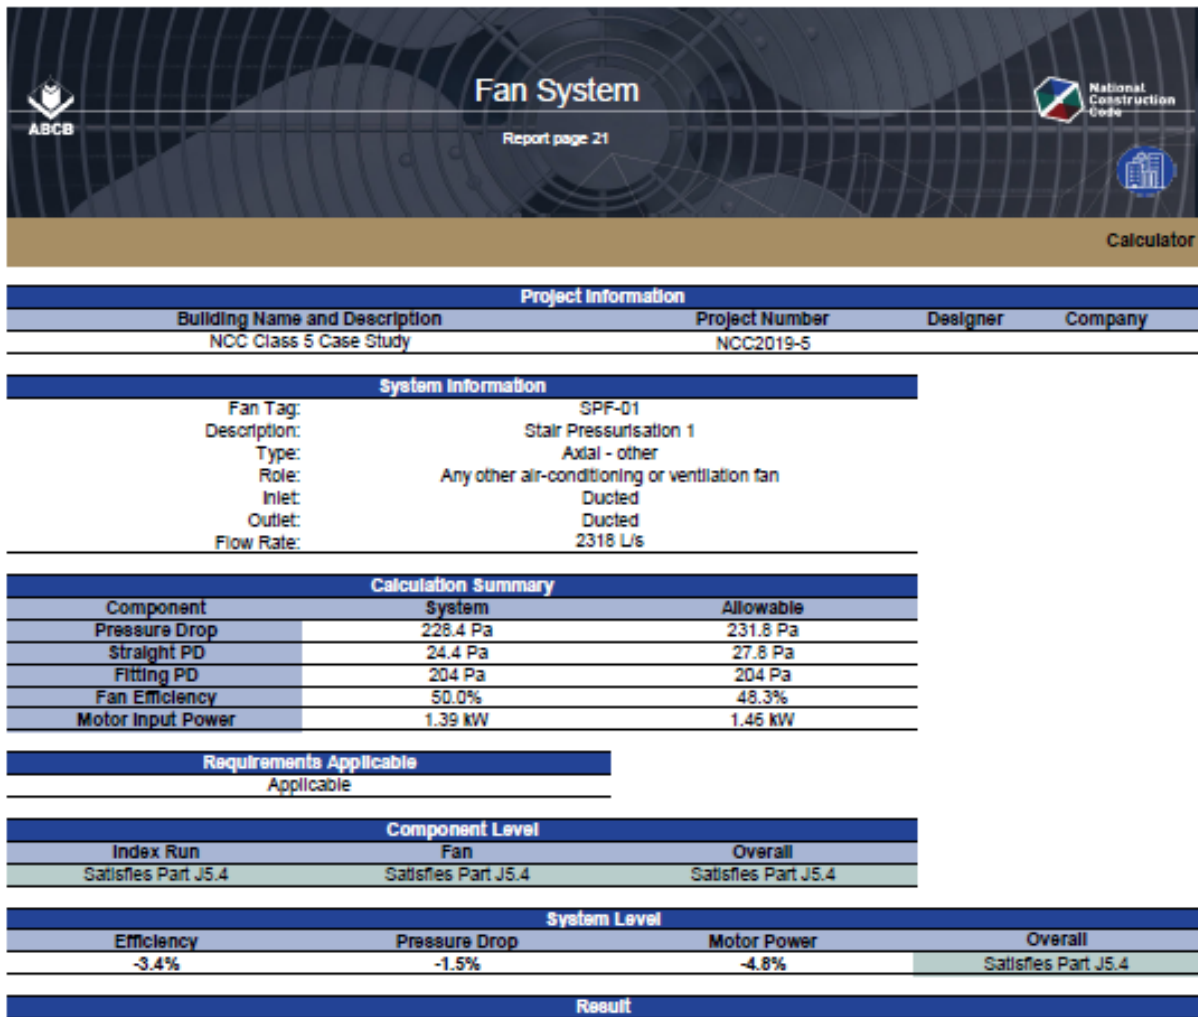 Fan System
Report page 21
ABCB
National
Construction
Code
Calculator
Project Information
Building Name and Description Project Number Designer Company
NCC Class 5 Case Study NCC2019-5
System Information
Fan Tag: SPF-01
Description: Stair Pressurisation 1
Type: Axial - other
Role: Any other air-conditioning or ventilation fan
Inlet: Ducted
Outlet: Ducted
Flow Rate: 2318 L/s
Calculation Summary
Component System Allowable
Pressure Drop 228.4 Pa 231.8 Pa
Straight PD 24.4 Pa 27.8 Pa
Fitting PD 204 Pa 204 Pa
Fan Efficiency 50.0% 48.3%
Motor Input Power 1.39 kW 1.46 kW
Requirements Applicable
Applicable
Component Level
Index Run Fan Overall
Satisfies Part J5.4 Satisfies Part J5.4 Satisfies Part J5.4
System Level
Efficiency Pressure Drop Motor Power Overall
-3.4% -1.5% -4.8% Satisfies Part J5.4
Result